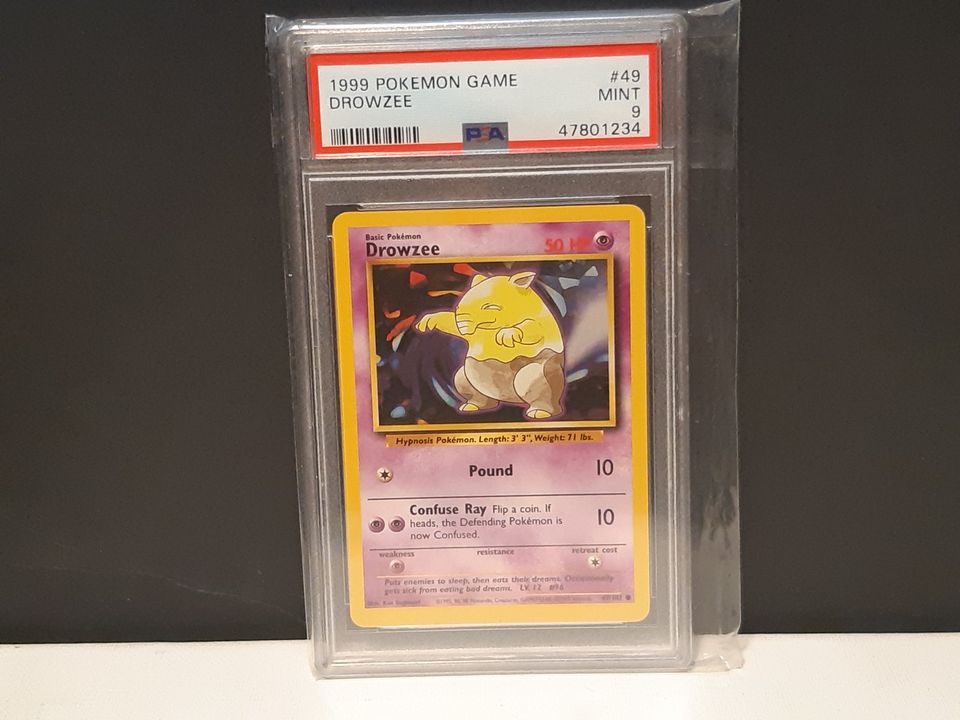 1999 POKEMON GAME #49
DROWZEE MINT
9
PSA 47801234
Basic Pokémon
Drowzee 50 HP
Hypnosis Pokémon. Length: 3' 3", Weight: 71 lbs.
Pound 10
Confuse Ray Flip a coin. If
heads, the Defending Pokémon is
now Confused.
10
weakness resistance retreat cost
Puts enemies to sleep, then eats their dreams. Occasionally
gets sick from eating bad dreams. LV. 12 #96
49/102